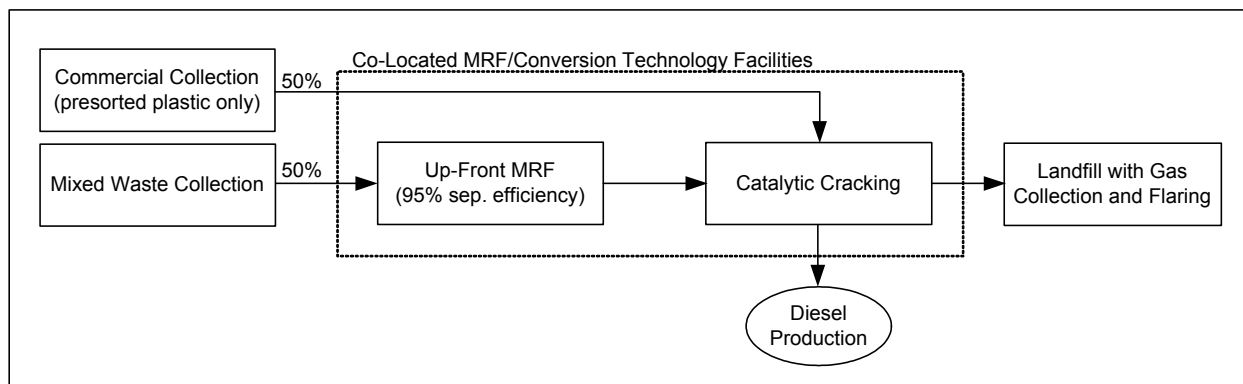 Co-Located MRF/Conversion Technology Facilities
Commercial Collection
(presorted plastic only)
50%
Mixed Waste Collection
50%
Up-Front MRF
(95% sep. efficiency)
Catalytic Cracking
Landfill with Gas
Collection and Flaring
Diesel
Production